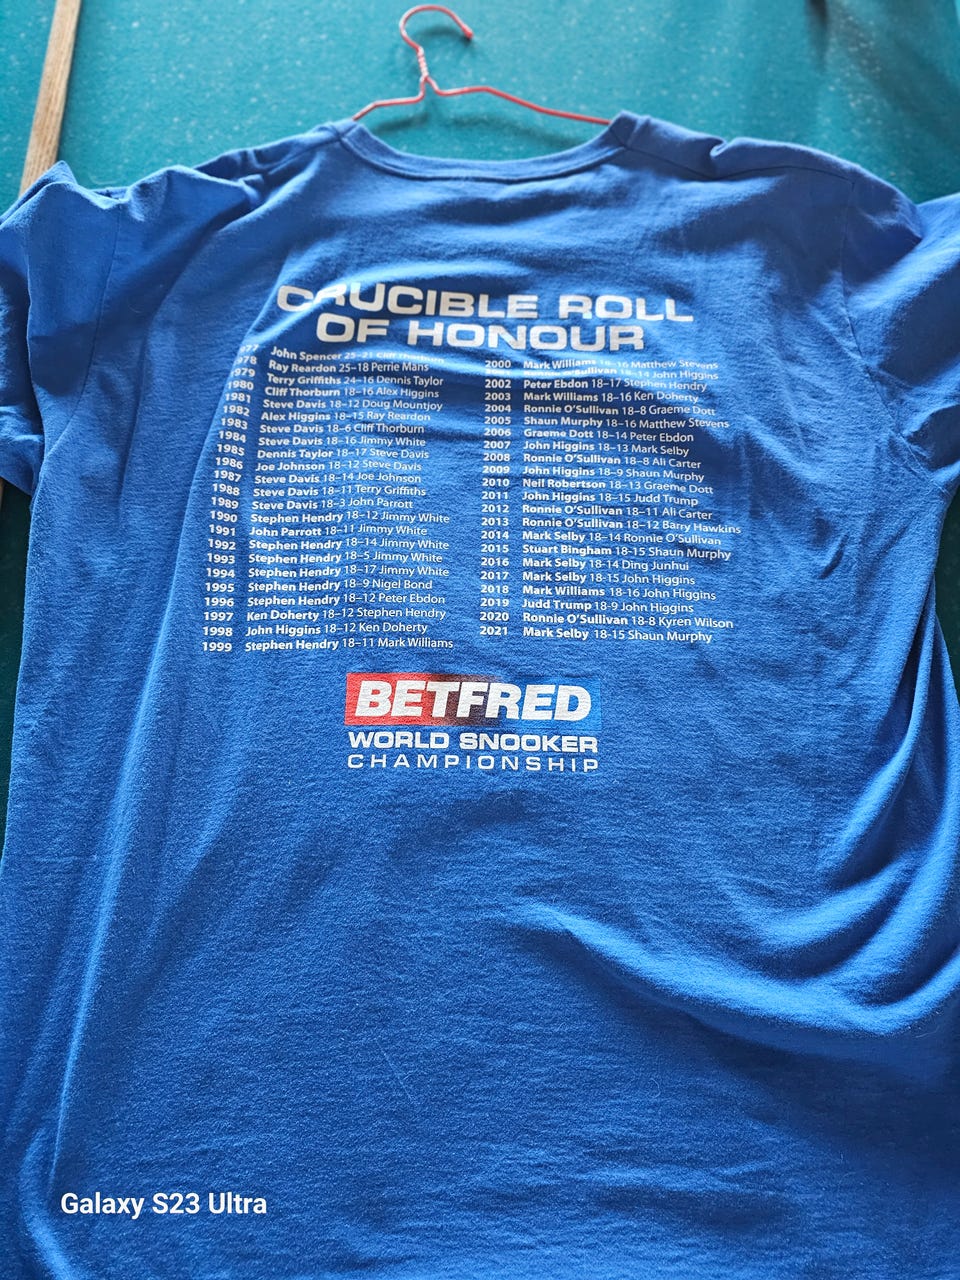 CRUCIBLE ROLL
OF HONOUR
977 John Spencer 25–21 Cliff Thorburn
978 Ray Reardon 25–18 Perrie Mans
979 Terry Griffiths 24–16 Dennis Taylor
1980 Cliff Thorburn 18–16 Alex Higgins
1981 Steve Davis 18–12 Doug Mountjoy
1982 Alex Higgins 18–15 Ray Reardon
1983 Steve Davis 18–6 Cliff Thorburn
1984 Steve Davis 18–16 Jimmy White
1985 Dennis Taylor 18–17 Steve Davis
1986 Joe Johnson 18–12 Steve Davis
1987 Steve Davis 18–14 Joe Johnson
1988 Steve Davis 18–11 Terry Griffiths
1989 Steve Davis 18–3 John Parrott
1990 Stephen Hendry 18–12 Jimmy White
1991 John Parrott 18–11 Jimmy White
1992 Stephen Hendry 18–14 Jimmy White
1993 Stephen Hendry 18–5 Jimmy White
1994 Stephen Hendry 18–17 Jimmy White
1995 Stephen Hendry 18–9 Nigel Bond
1996 Stephen Hendry 18–12 Peter Ebdon
1997 Ken Doherty 18–12 Stephen Hendry
1998 John Higgins 18–12 Ken Doherty
1999 Stephen Hendry 18–11 Mark Williams
2000 Mark Williams 18–16 Matthew Stevens
O'Sullivan 18–14 John Higgins
2002 Peter Ebdon 18–17 Stephen Hendry
2003 Mark Williams 18–16 Ken Doherty
2004 Ronnie O'Sullivan 18–8 Graeme Dott
2005 Shaun Murphy 18–16 Matthew Stevens
2006 Graeme Dott 18–14 Peter Ebdon
2007 John Higgins 18–13 Mark Selby
2008 Ronnie O'Sullivan 18–8 Ali Carter
2009 John Higgins 18–9 Shaun Murphy
2010 Neil Robertson 18–13 Graeme Dott
2011 John Higgins 18–15 Judd Trump
2012 Ronnie O'Sullivan 18–11 Ali Carter
2013 Ronnie O'Sullivan 18–12 Barry Hawkins
2014 Mark Selby 18–14 Ronnie O'Sullivan
2015 Stuart Bingham 18-15 Shaun Murphy
2016 Mark Selby 18-14 Ding Junhui
2017 Mark Selby 18-15 John Higgins
2018 Mark Williams 18-16 John Higgins
2019 Judd Trump 18-9 John Higgins
2020 Ronnie O'Sullivan 18-8 Kyren Wilson
2021 Mark Selby 18-15 Shaun Murphy
BETFRED
WORLD SNOOKER
CHAMPIONSHIP
Galaxy S23 Ultra